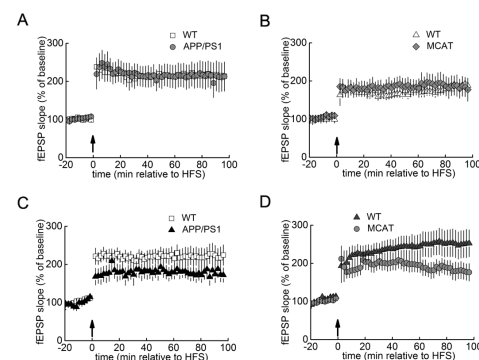 A
WT
APP/PS1
fEPSP slope (% of baseline)
300
200
100
0
-20 0 20 40 60 80 100
time (min relative to HFS)
B
WT
MCAT
fEPSP slope (% of baseline)
300
200
100
0
-20 0 20 40 60 80 100
time (min relative to HFS)
C
WT
APP/PS1
fEPSP slope (% of baseline)
300
200
100
0
-20 0 20 40 60 80 100
time (min relative to HFS)
D
WT
MCAT
fEPSP slope (% of baseline)
300
200
100
0
-20 0 20 40 60 80 100
time (min relative to HFS)